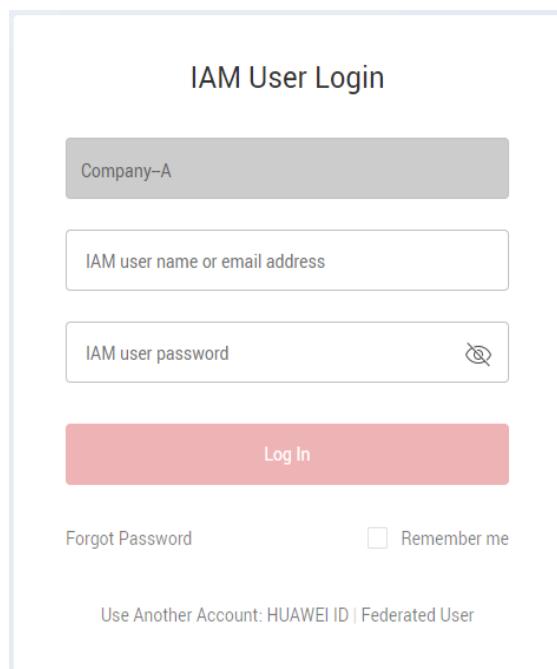 IAM User Login
Company–A
IAM user name or email address
IAM user password
Log In
Forgot Password Remember me
Use Another Account: HUAWEI ID | Federated User